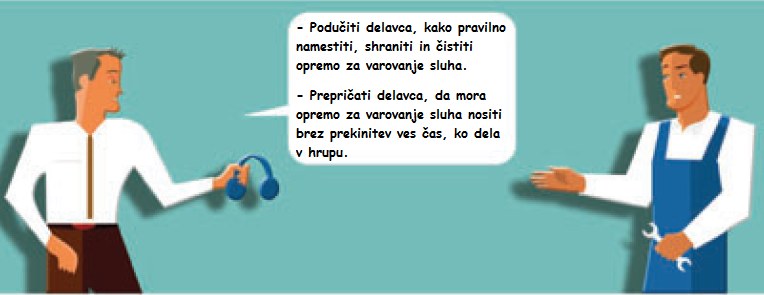 - Podučiti delavca, kako pravilno
namestiti, shraniti in čistiti
opremo za varovanje sluha.
- Prepričati delavca, da mora
opremo za varovanje sluha nositi
brez prekinitev ves čas, ko dela
v hrupu.